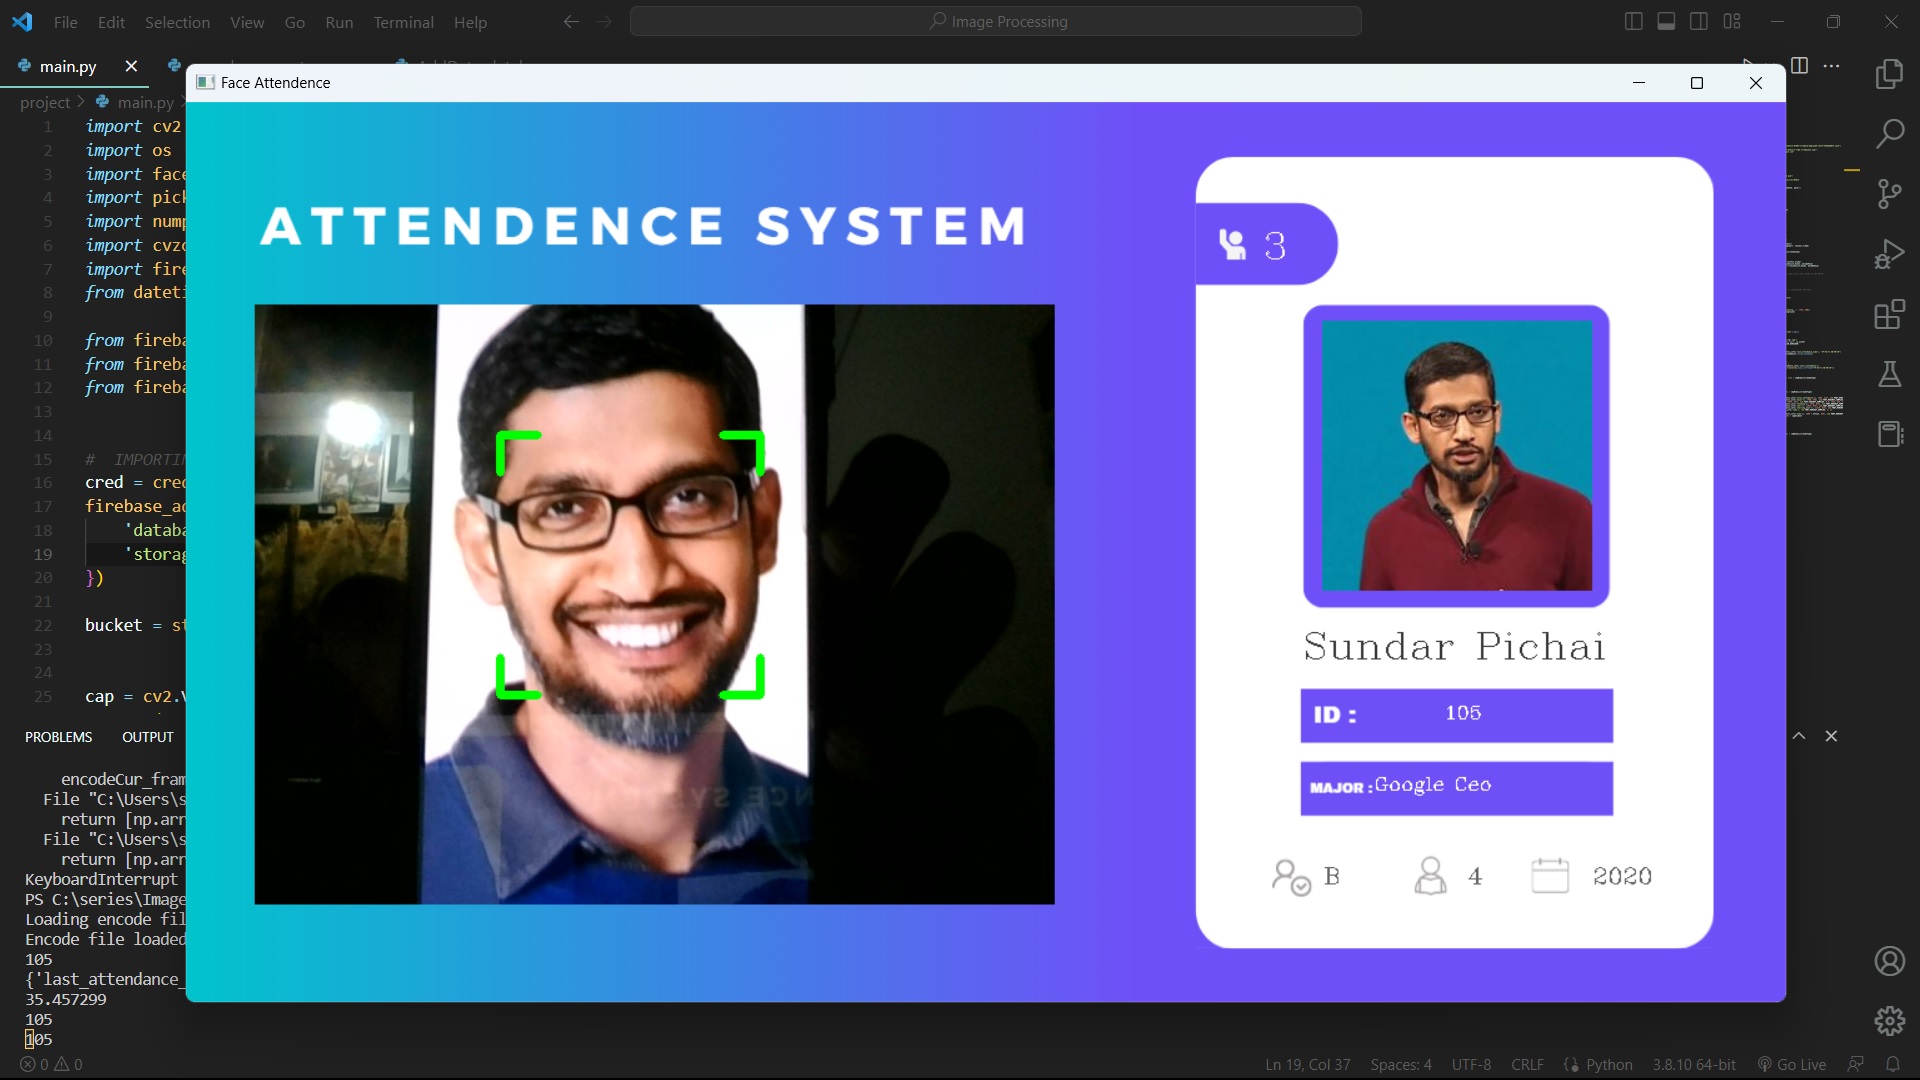 File Edit Selection View Go Run Terminal Help
Image Processing
main.py
Face Attendence
project > main.py
1 import cv2
2 import os
3 import face
4 import pick
5 import nump
6 import cvzo
7 import fire
8 from dateti
9
10 from fireba
11 from fireba
12 from fireba
13
14
15 # IMPORTIN
16 cred = cred
17 firebase_ad
18 'databa
19 'storag
20 })
21
22 bucket = st
23
24
25 cap = cv2.V
ATTENDENCE SYSTEM
3
Sundar Pichai
ID : 105
MAJOR : Google Ceo
B 4 2020
PROBLEMS OUTPUT
encodeCur_fram
File "C:\Users\s
return [np.arr
File "C:\Users\s
return [np.arr
KeyboardInterrupt
PS C:\series\Image
Loading encode fil
Encode file loaded
105
{'last_attendance_
35.457299
105
105
0 0
Ln 19, Col 37 Spaces: 4 UTF-8 CRLF Python 3.8.10 64-bit Go Live